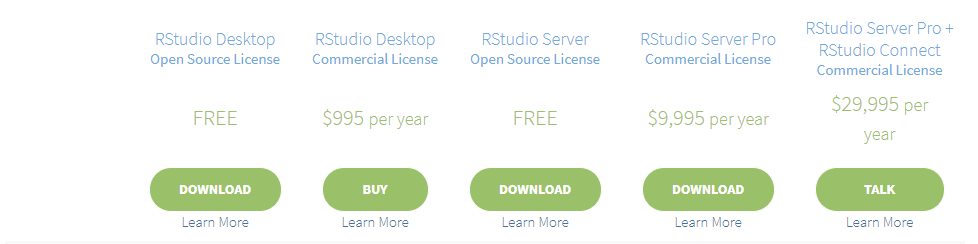 RStudio Desktop
Open Source License
FREE
DOWNLOAD
Learn More
RStudio Desktop
Commercial License
$995 per year
BUY
Learn More
RStudio Server
Open Source License
FREE
DOWNLOAD
Learn More
RStudio Server Pro
Commercial License
$9,995 per year
DOWNLOAD
Learn More
RStudio Server Pro +
RStudio Connect
Commercial License
$29,995 per
year
TALK
Learn More